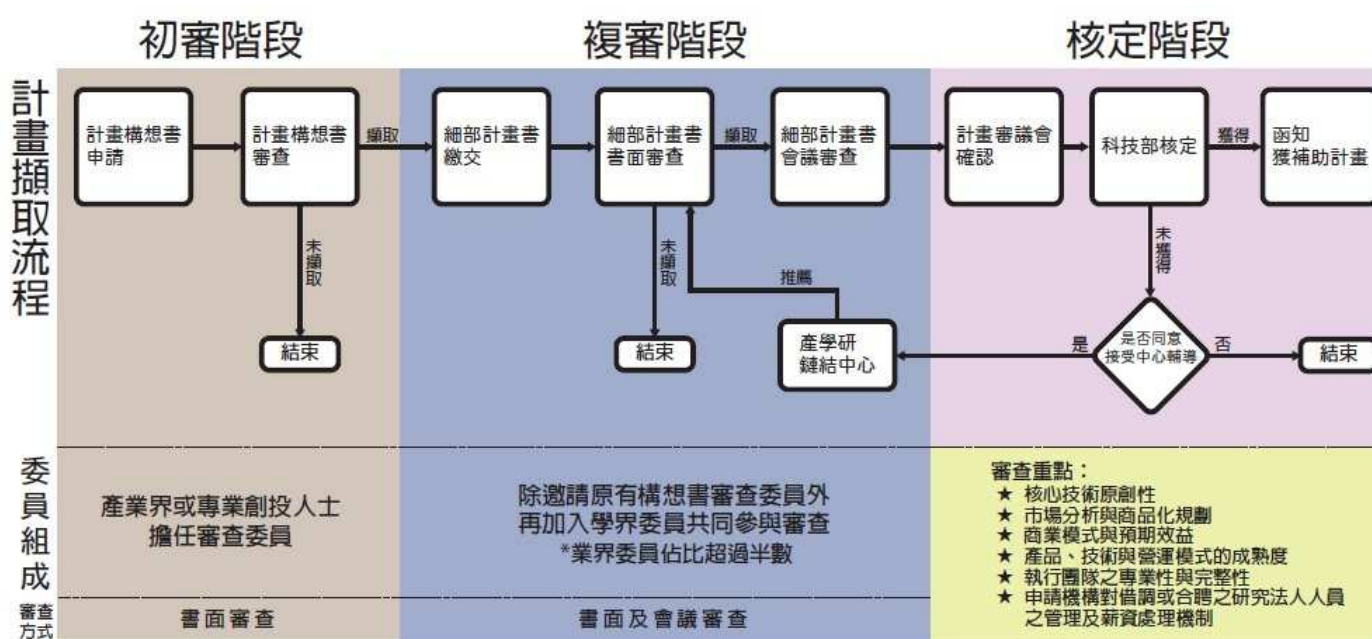 初審階段
複審階段
核定階段
計畫擷取流程
計畫構想書
申請
計畫構想書
審查
擷取
細部計畫書
繳交
細部計畫書
書面審查
擷取
細部計畫書
會議審查
計畫審議會
確認
科技部核定
獲得
函知
獲補助計畫
未擷取
未擷取
未獲得
推薦
結束
結束
產學研
鏈結中心
是
是否同意
接受中心輔導
否
結束
委員組成
產業界或專業創投人士
擔任審查委員
除邀請原有構想書審查委員外
再加入學界委員共同參與審查
*業界委員佔比超過半數
審查重點：
★ 核心技術原創性
★ 市場分析與商品化規劃
★ 商業模式與預期效益
★ 產品、技術與營運模式的成熟度
★ 執行團隊之專業性與完整性
★ 申請機構對借調或合聘之研究法人人員
之管理及薪資處理機制
審查
方式
書面審查
書面及會議審查